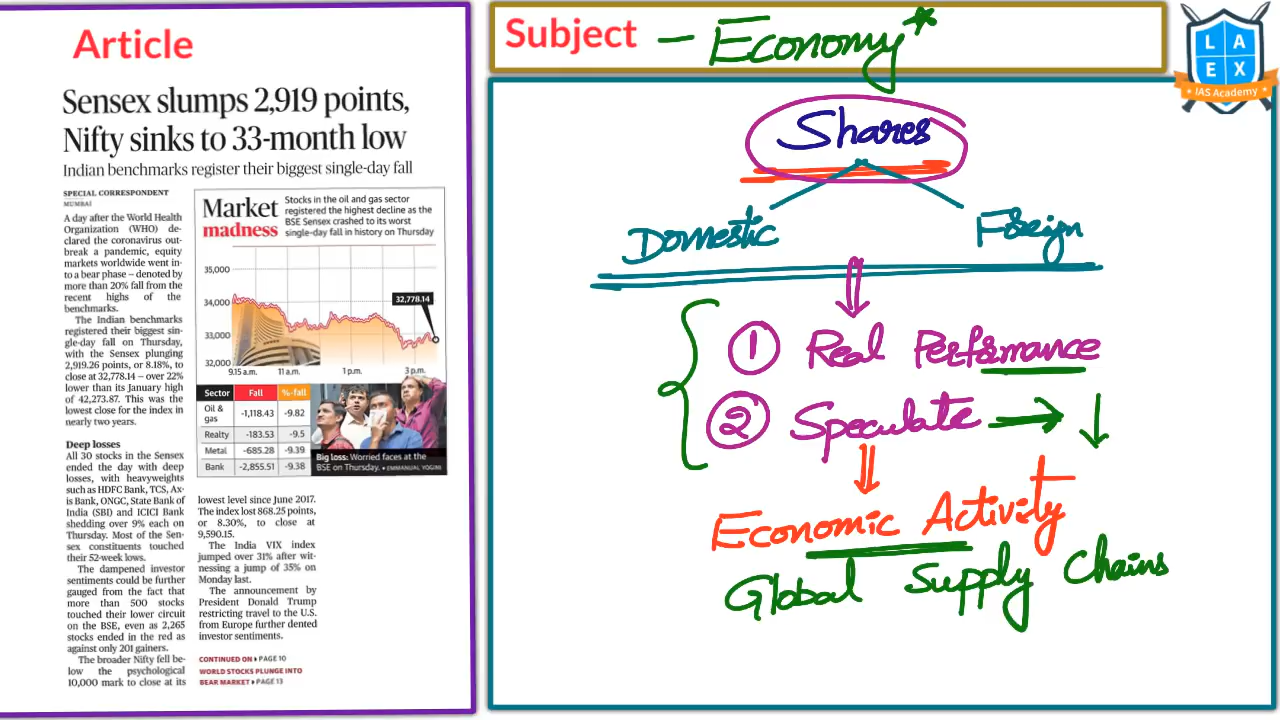 Article
Sensex slumps 2,919 points,
Nifty sinks to 33-month low
Indian benchmarks register their biggest single-day fall
SPECIAL CORRESPONDENT
MUMBAI
A day after the World Health
Organization (WHO) de-
clared the coronavirus out-
break a pandemic, equity
markets worldwide went in-
to a bear phase – denoted by
more than 20% fall from the
recent highs of the
benchmarks.
The Indian benchmarks
registered their biggest sin-
gle-day fall on Thursday,
with the Sensex plunging
2,919.26 points, or 8.18%, to
close at 32,778.14 – over 22%
lower than its January high
of 42,273.87. This was the
lowest close for the index in
nearly two years.
Deep losses
All 30 stocks in the Sensex
ended the day with deep
losses, with heavyweights
such as HDFC Bank, TCS, Ax-
is Bank, ONGC, State Bank of
India (SBI) and ICICI Bank
shedding over 9% each on
Thursday. Most of the Sen-
sex constituents touched
their 52-week lows.
The dampened investor
sentiments could be further
gauged from the fact that
more than 500 stocks
touched their lower circuit
on the BSE, even as 2,265
stocks ended in the red as
against only 201 gainers.
The broader Nifty fell be-
low the psychological
10,000 mark to close at its
Market
madness
Stocks in the oil and gas sector
registered the highest decline as the
BSE Sensex crashed to its worst
single-day fall in history on Thursday
35,000
34,000
33,000
32,000
32,778.14
9.15 a.m. 11 a.m. 1 p.m. 3 p.m.
Sector Fall %-fall
Oil & gas -1,118.43 -9.82
Realty -183.53 -9.5
Metal -685.28 -9.39
Bank -2,855.51 -9.38
Big loss: Worried faces at the
BSE on Thursday. • EMMANUAL YOGINI
lowest level since June 2017.
The index lost 868.25 points,
or 8.30%, to close at
9,590.15.
The India VIX index
jumped over 31% after wit-
nessing a jump of 35% on
Monday last.
The announcement by
President Donald Trump
restricting travel to the U.S.
from Europe further dented
investor sentiments.
CONTINUED ON ▸ PAGE 10
WORLD STOCKS PLUNGE INTO
BEAR MARKET ▸ PAGE 13
Subject – Economy*
LA
EX
IAS Academy
Shares
Domestic Foreign
① Real Performance
② Speculate → ↓
Economic Activity
Global Supply Chains